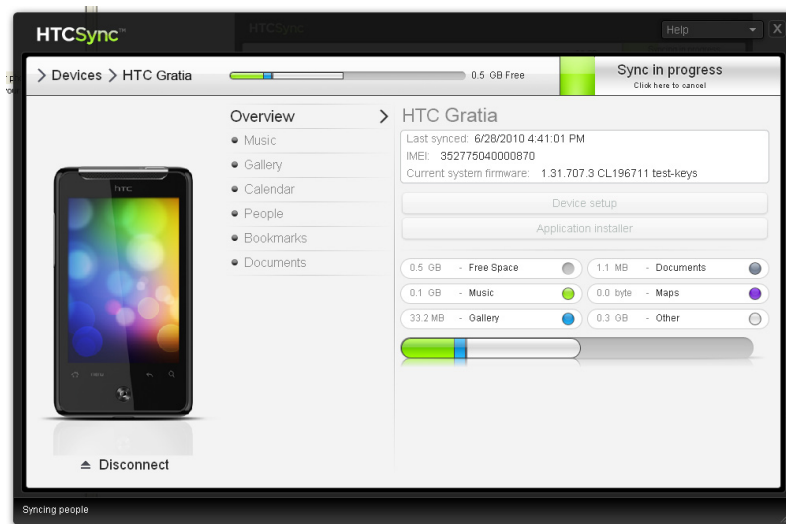 HTCSync™
HTCSync
Help
X
> Devices > HTC Gratia
0.5 GB Free
Sync in progress
Click here to cancel
Overview
Music
Gallery
Calendar
People
Bookmarks
Documents
HTC Gratia
Last synced: 6/28/2010 4:41:01 PM
IMEI: 352775040000870
Current system firmware: 1.31.707.3 CL196711 test-keys
Device setup
Application installer
0.5 GB - Free Space
1.1 MB - Documents
0.1 GB - Music
0.0 byte - Maps
33.2 MB - Gallery
0.3 GB - Other
hTC
MENU
Disconnect
Syncing people